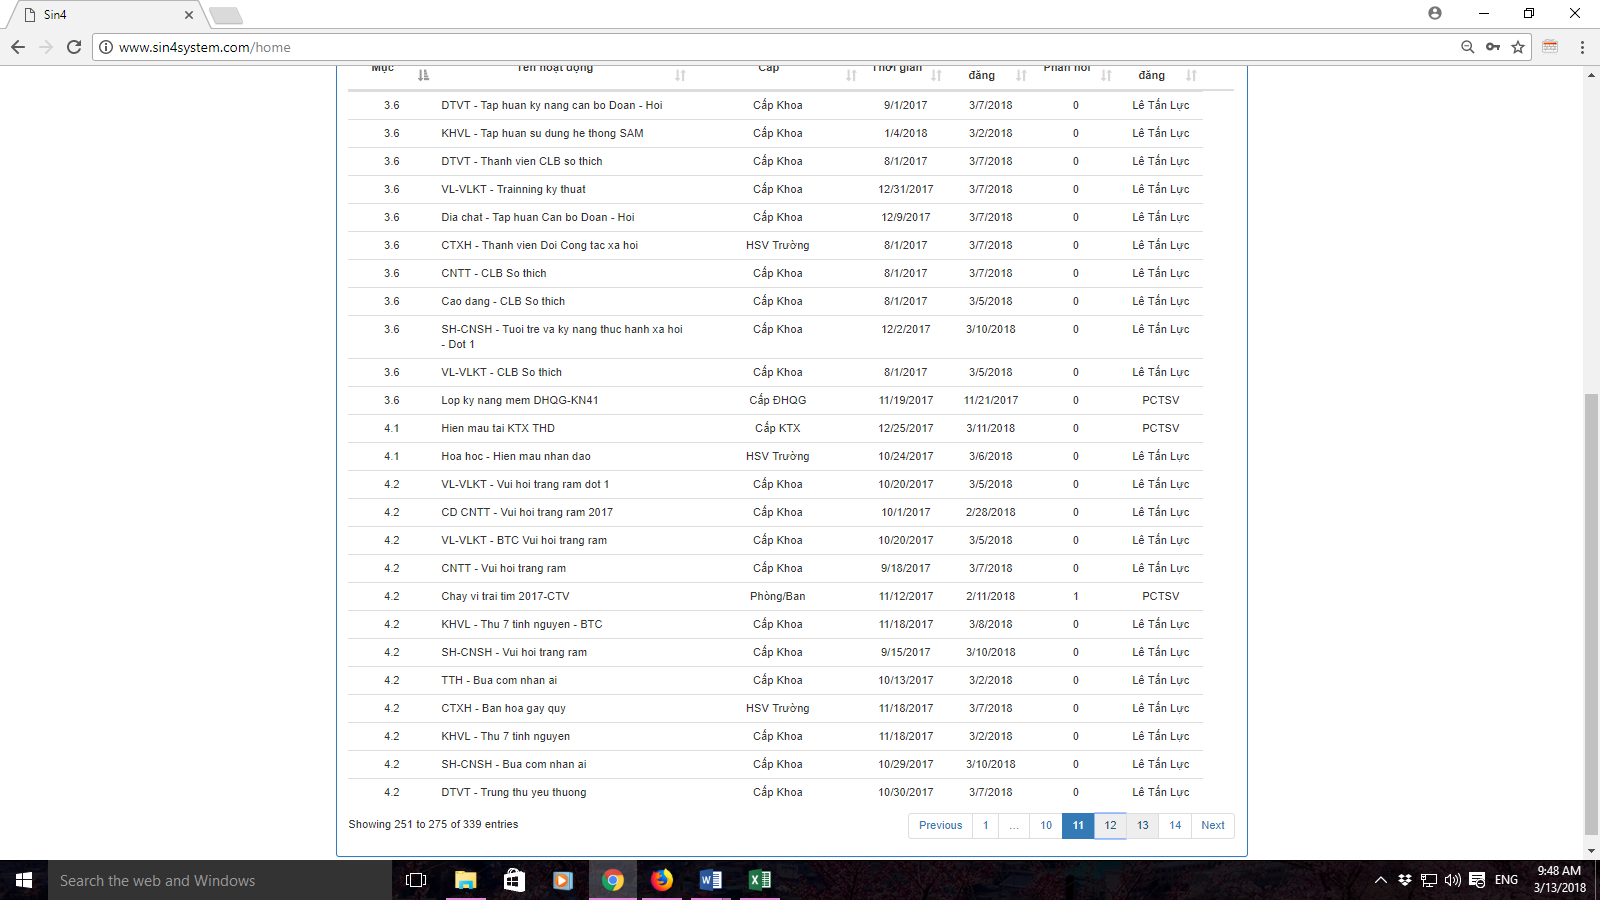 Sin4
www.sin4system.com/home
Mục Tên hoạt động Cấp Thời gian đăng Phản hồi đăng
3.6 DTVT - Tap huan ky nang can bo Doan - Hoi Cấp Khoa 9/1/2017 3/7/2018 0 Lê Tấn Lực
3.6 KHVL - Tap huan su dung he thong SAM Cấp Khoa 1/4/2018 3/2/2018 0 Lê Tấn Lực
3.6 DTVT - Thanh vien CLB so thich Cấp Khoa 8/1/2017 3/7/2018 0 Lê Tấn Lực
3.6 VL-VLKT - Trainning ky thuat Cấp Khoa 12/31/2017 3/7/2018 0 Lê Tấn Lực
3.6 Dia chat - Tap huan Can bo Doan - Hoi Cấp Khoa 12/9/2017 3/7/2018 0 Lê Tấn Lực
3.6 CTXH - Thanh vien Doi Cong tac xa hoi HSV Trường 8/1/2017 3/7/2018 0 Lê Tấn Lực
3.6 CNTT - CLB So thich Cấp Khoa 8/1/2017 3/7/2018 0 Lê Tấn Lực
3.6 Cao dang - CLB So thich Cấp Khoa 8/1/2017 3/5/2018 0 Lê Tấn Lực
3.6 SH-CNSH - Tuoi tre va ky nang thuc hanh xa hoi Cấp Khoa 12/2/2017 3/10/2018 0 Lê Tấn Lực
- Dot 1
3.6 VL-VLKT - CLB So thich Cấp Khoa 8/1/2017 3/5/2018 0 Lê Tấn Lực
3.6 Lop ky nang mem DHQG-KN41 Cấp ĐHQG 11/19/2017 11/21/2017 0 PCTSV
4.1 Hien mau tai KTX THD Cấp KTX 12/25/2017 3/11/2018 0 PCTSV
4.1 Hoa hoc - Hien mau nhan dao HSV Trường 10/24/2017 3/6/2018 0 Lê Tấn Lực
4.2 VL-VLKT - Vui hoi trang ram dot 1 Cấp Khoa 10/20/2017 3/5/2018 0 Lê Tấn Lực
4.2 CD CNTT - Vui hoi trang ram 2017 Cấp Khoa 10/1/2017 2/28/2018 0 Lê Tấn Lực
4.2 VL-VLKT - BTC Vui hoi trang ram Cấp Khoa 10/20/2017 3/5/2018 0 Lê Tấn Lực
4.2 CNTT - Vui hoi trang ram Cấp Khoa 9/18/2017 3/7/2018 0 Lê Tấn Lực
4.2 Chay vi trai tim 2017-CTV Phòng/Ban 11/12/2017 2/11/2018 1 PCTSV
4.2 KHVL - Thu 7 tinh nguyen - BTC Cấp Khoa 11/18/2017 3/8/2018 0 Lê Tấn Lực
4.2 SH-CNSH - Vui hoi trang ram Cấp Khoa 9/15/2017 3/10/2018 0 Lê Tấn Lực
4.2 TTH - Bua com nhan ai Cấp Khoa 10/13/2017 3/2/2018 0 Lê Tấn Lực
4.2 CTXH - Ban hoa gay quy HSV Trường 11/18/2017 3/7/2018 0 Lê Tấn Lực
4.2 KHVL - Thu 7 tinh nguyen Cấp Khoa 11/18/2017 3/2/2018 0 Lê Tấn Lực
4.2 SH-CNSH - Bua com nhan ai Cấp Khoa 10/29/2017 3/10/2018 0 Lê Tấn Lực
4.2 DTVT - Trung thu yeu thuong Cấp Khoa 10/30/2017 3/7/2018 0 Lê Tấn Lực
Showing 251 to 275 of 339 entries Previous 1 ... 10 11 12 13 14 Next
Search the web and Windows ENG 9:48 AM
3/13/2018